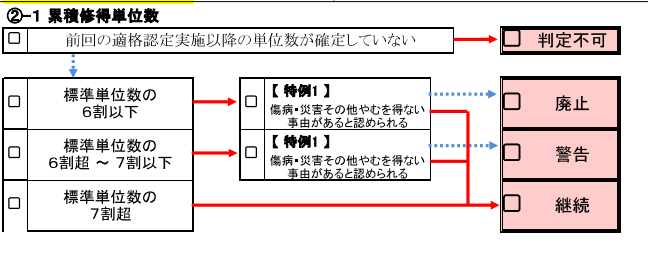 ②-1 累積修得単位数
□ 前回の適格認定実施以降の単位数が確定していない
□ 判定不可
□ 標準単位数の
6割以下
□ 【 特例1 】
傷病・災害その他やむを得ない
事由があると認められる
□ 廃止
□ 標準単位数の
6割超 ~ 7割以下
□ 【 特例1 】
傷病・災害その他やむを得ない
事由があると認められる
□ 警告
□ 標準単位数の
7割超
□ 継続